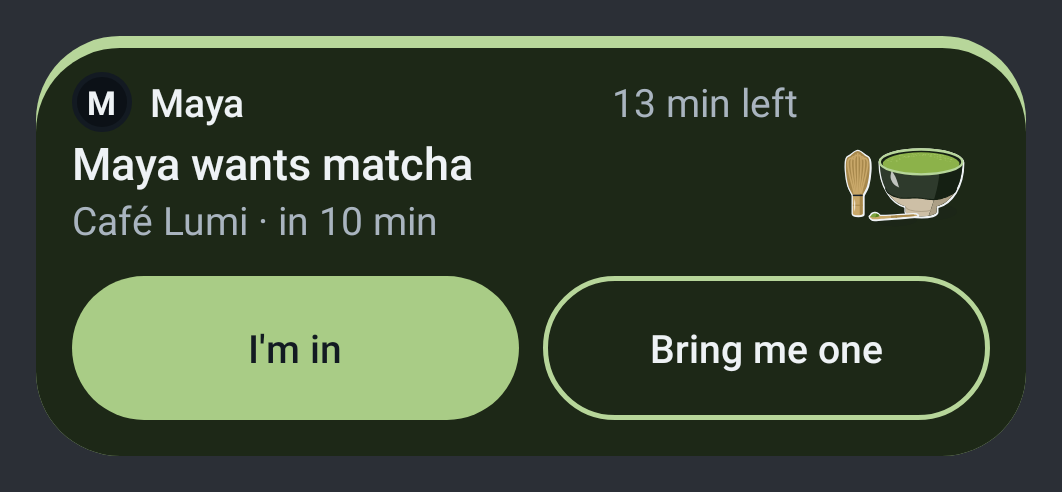 M Maya 13 min left
Maya wants matcha
Café Lumi · in 10 min
I'm in
Bring me one